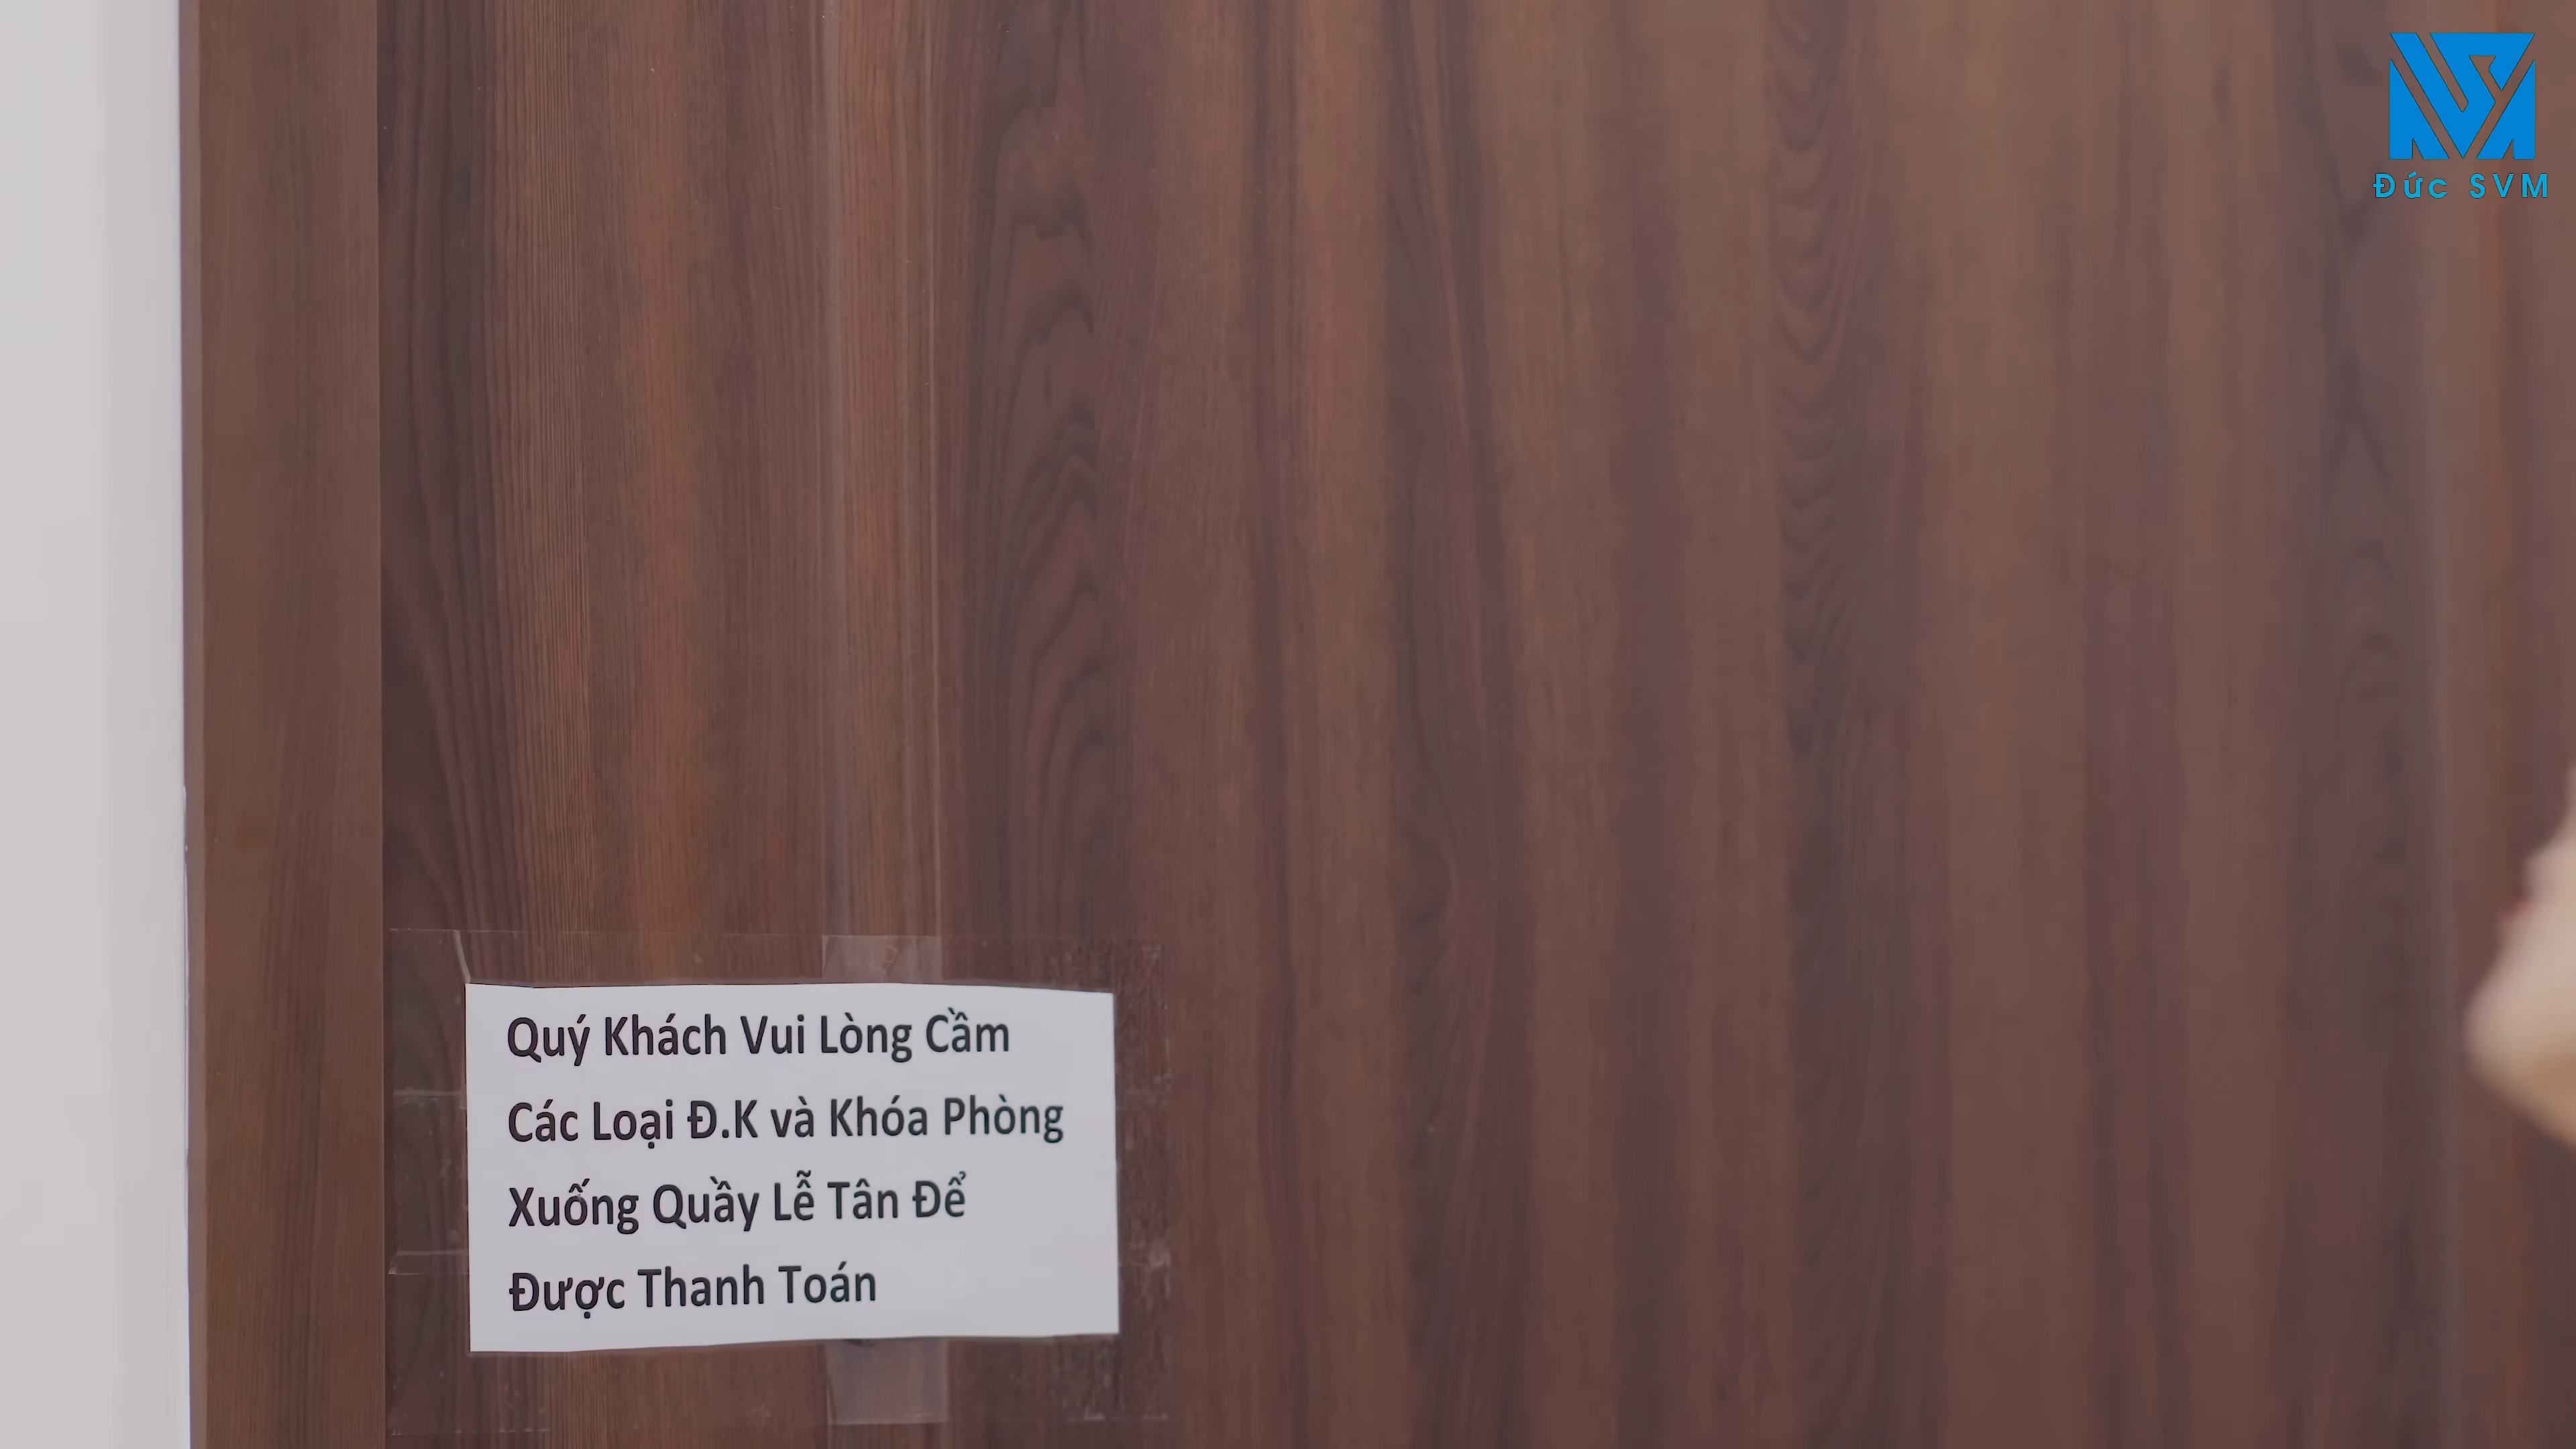 Đức SVM
Quý Khách Vui Lòng Cầm
Các Loại Đ.K và Khóa Phòng
Xuống Quầy Lễ Tân Để
Được Thanh Toán